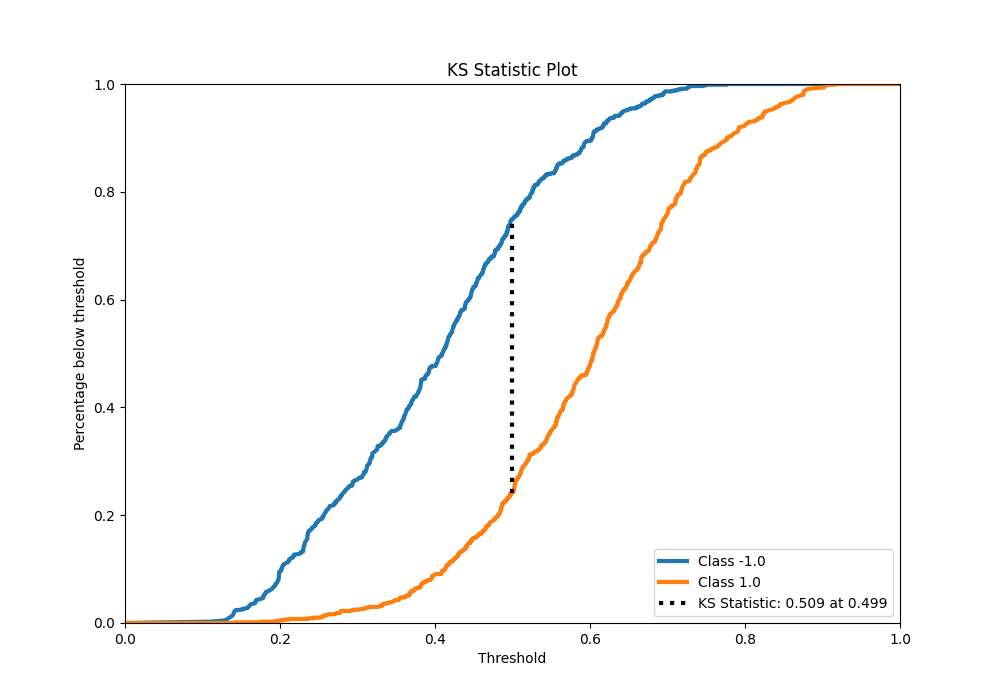 KS Statistic Plot
1.0
0.8
0.6
0.4
0.2
0.0
Percentage below threshold
0.0 0.2 0.4 0.6 0.8 1.0
Threshold
Class -1.0
Class 1.0
KS Statistic: 0.509 at 0.499